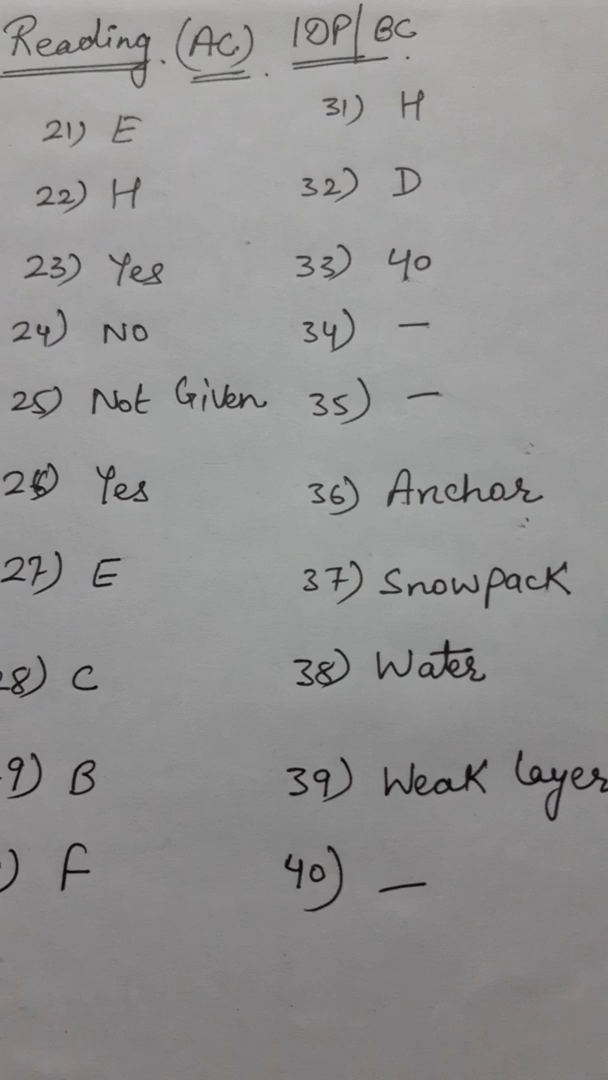 Reading. (AC). IDP/BC.
21) E
22) H
23) Yes
24) NO
25) Not Given
26) Yes
27) E
28) C
9) B
) F
31) H
32) D
33) 40
34) —
35) —
36) Anchor
37) Snowpack
38) Water
39) Weak layer
40) —